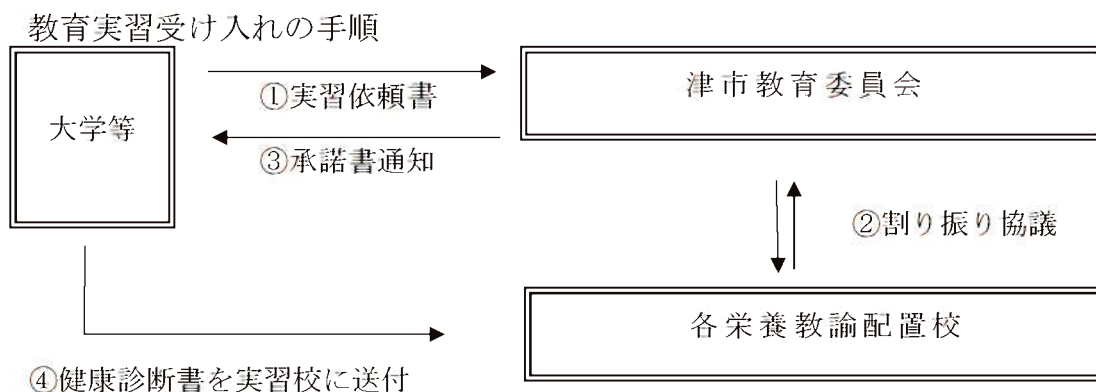 教育実習受け入れの手順
大学等
①実習依頼書
津市教育委員会
③承諾書通知
②割り振り協議
各栄養教諭配置校
④健康診断書を実習校に送付